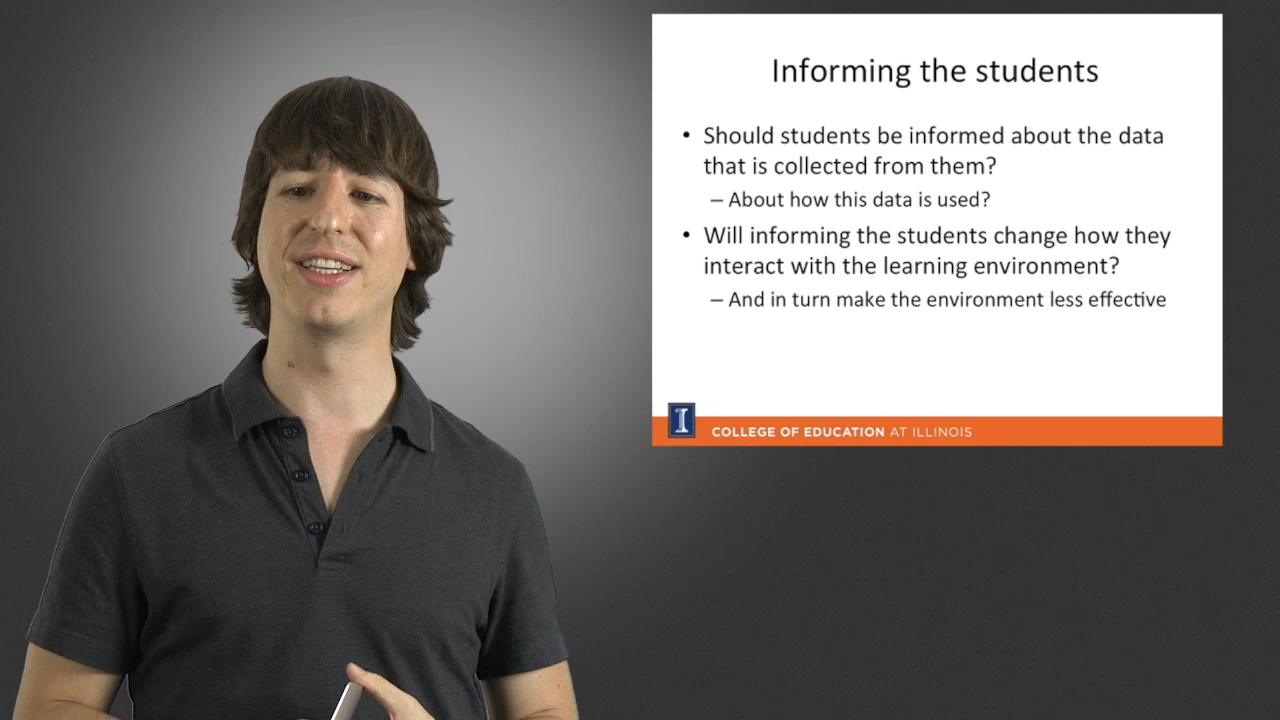 Informing the students
• Should students be informed about the data
that is collected from them?
– About how this data is used?
• Will informing the students change how they
interact with the learning environment?
– And in turn make the environment less effective
I
COLLEGE OF EDUCATION AT ILLINOIS